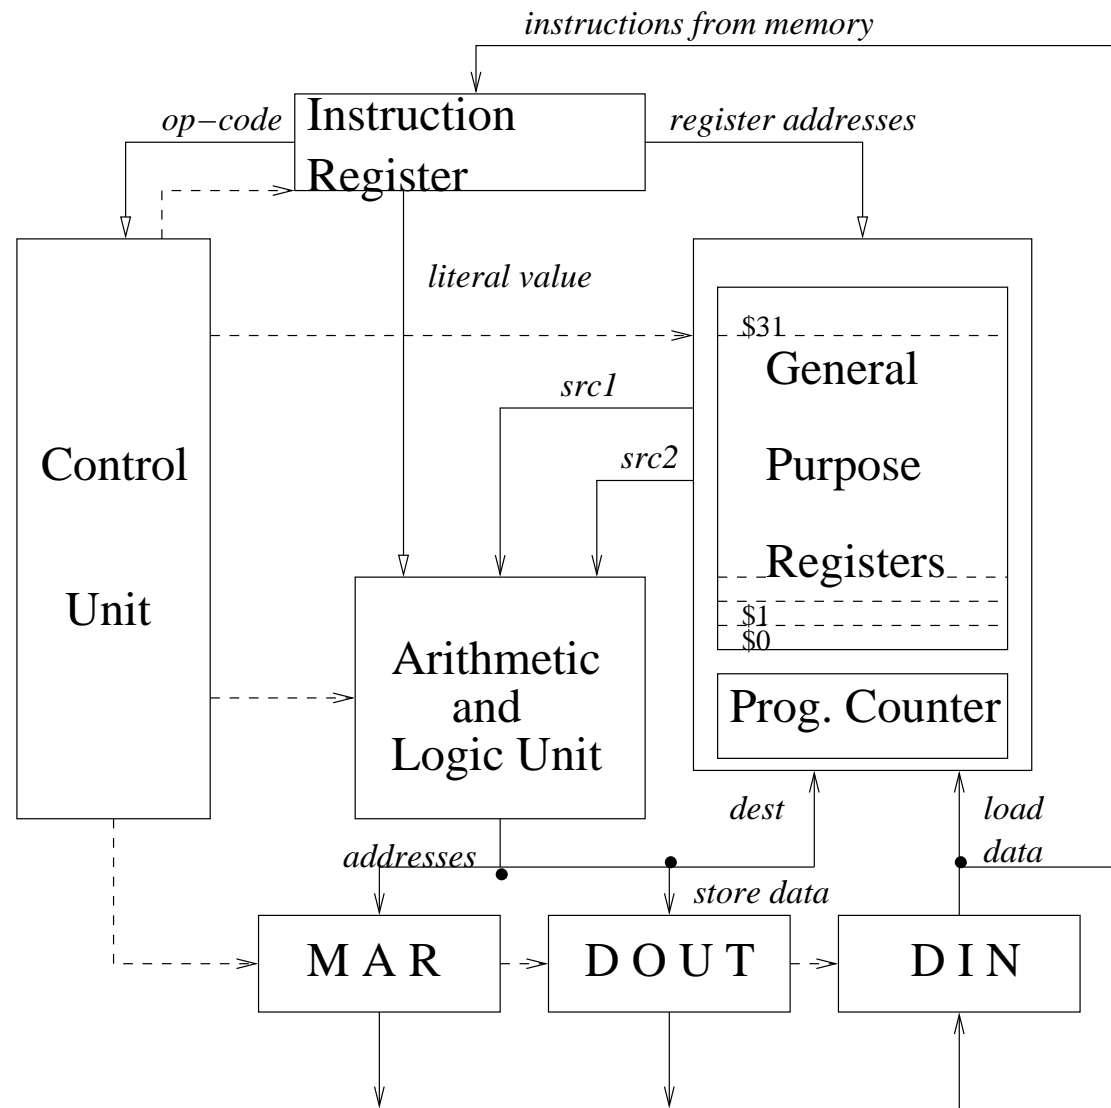 instructions from memory
op−code
Instruction
Register
register addresses
literal value
$31
General
src1
Control
src2
Purpose
Registers
Unit
$1
$0
Arithmetic
and
Logic Unit
Prog. Counter
dest
load
addresses
data
store data
M A R
D O U T
D I N